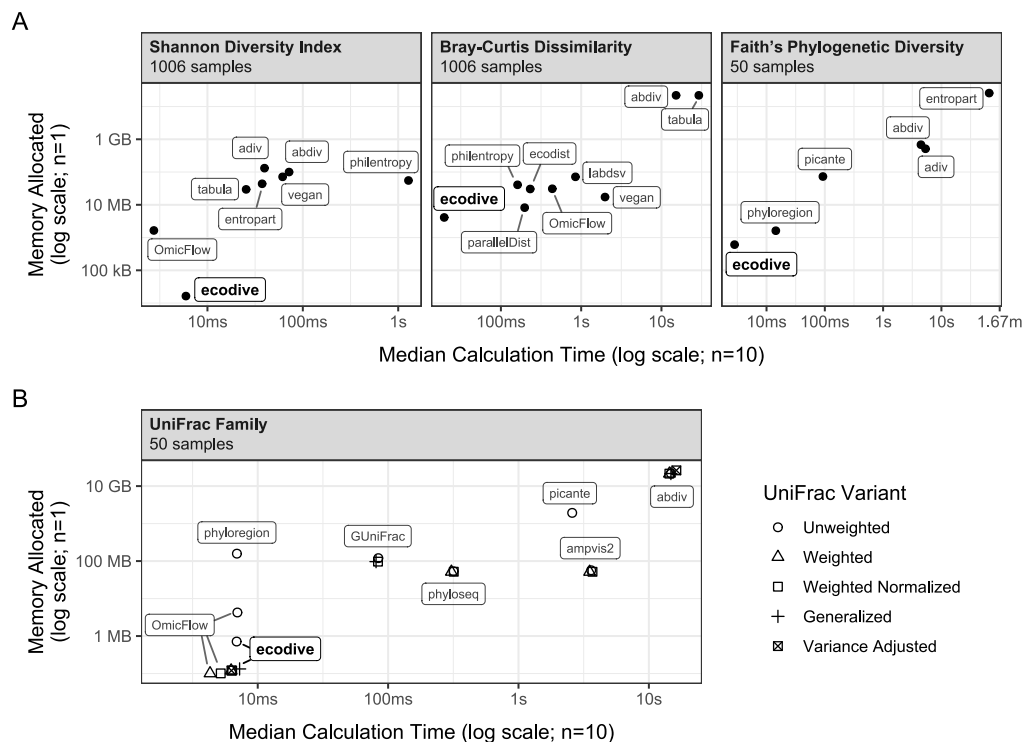 A
Shannon Diversity Index
1006 samples
Bray-Curtis Dissimilarity
1006 samples
Faith's Phylogenetic Diversity
50 samples
Memory Allocated
(log scale; n=1)
1 GB
10 MB
100 kB
adiv
abdiv
philentropy
tabula
vegan
entropart
OmicFlow
ecodive
10ms
100ms
1s
abdiv
tabula
philentropy
ecodist
labdsv
ecodive
vegan
OmicFlow
parallelDist
100ms
1s
10s
entropart
abdiv
picante
adiv
phyloregion
ecodive
10ms
100ms
1s
10s
1.67m
Median Calculation Time (log scale; n=10)
B
UniFrac Family
50 samples
Memory Allocated
(log scale; n=1)
10 GB
100 MB
1 MB
picante
abdiv
phyloregion
GUniFrac
ampvis2
phyloseq
OmicFlow
ecodive
10ms
100ms
1s
10s
Median Calculation Time (log scale; n=10)
UniFrac Variant
Unweighted
Weighted
Weighted Normalized
Generalized
Variance Adjusted